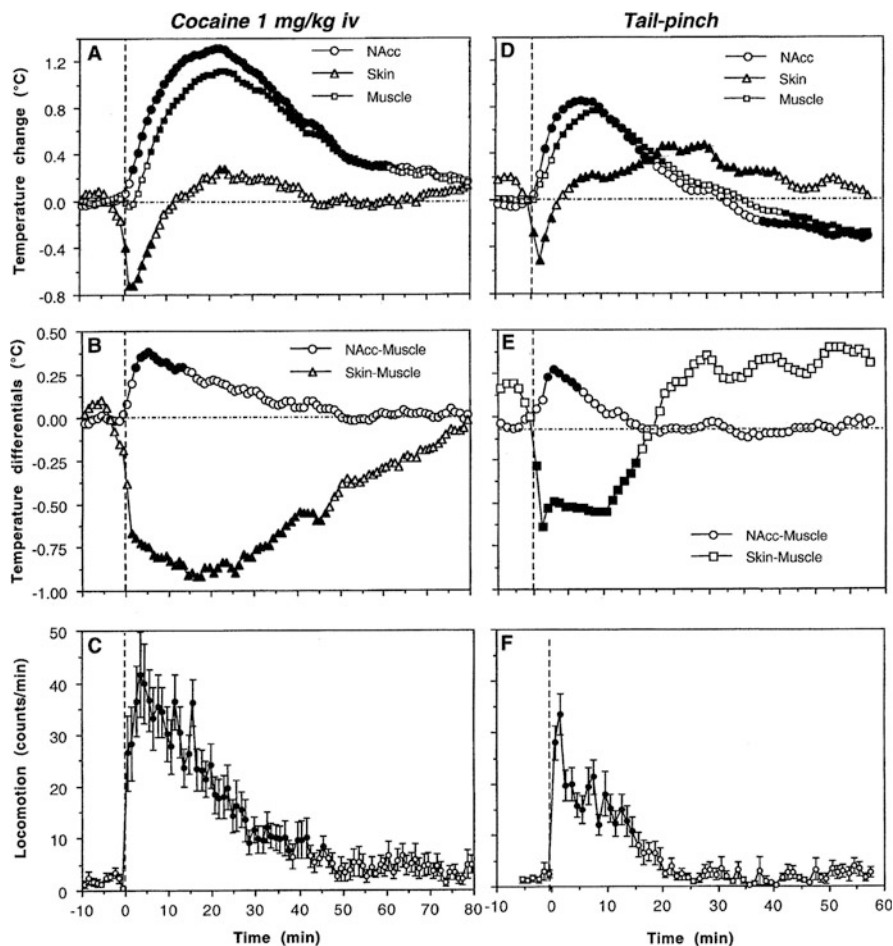 Cocaine 1 mg/kg iv
Tail-pinch
A
NAcc
Skin
Muscle
Temperature change (°C)
1.2
0.8
0.4
0.0
-0.4
-0.8
D
NAcc
Skin
Muscle
B
NAcc-Muscle
Skin-Muscle
Temperature differentials (°C)
0.50
0.25
0.00
-0.25
-0.50
-0.75
-1.00
E
NAcc-Muscle
Skin-Muscle
C
Locomotion (counts/min)
50
40
30
20
10
0
-10 0 10 20 30 40 50 60 70 80
Time (min)
F
-10 0 10 20 30 40 50 60
Time (min)